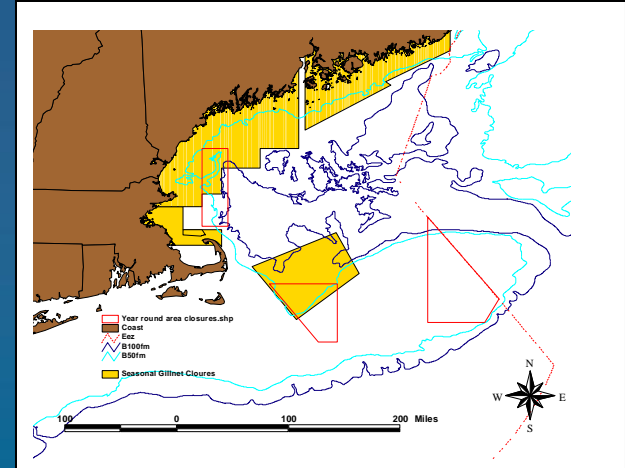 Year round area closures.shp
Coast
Eez
B100fm
B50fm
Seasonal Gillnet Cloures
N
W E
S
100 0 100 200 Miles